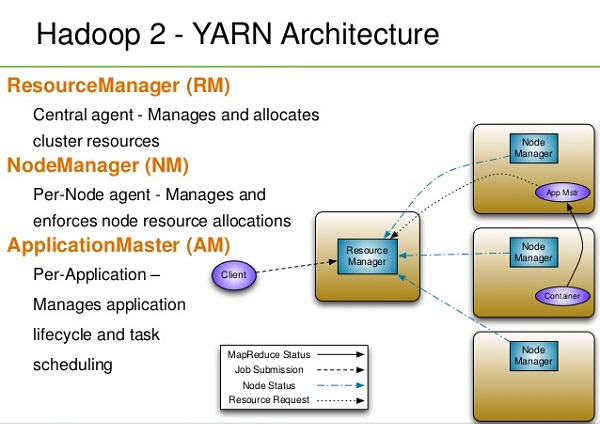 Hadoop 2 - YARN Architecture
ResourceManager (RM)
Central agent - Manages and allocates
cluster resources
NodeManager (NM)
Per-Node agent - Manages and
enforces node resource allocations
ApplicationMaster (AM)
Per-Application –
Manages application
lifecycle and task
scheduling
Client
Resource
Manager
Node
Manager
App Mstr
Node
Manager
Container
Node
Manager
MapReduce Status
Job Submission
Node Status
Resource Request